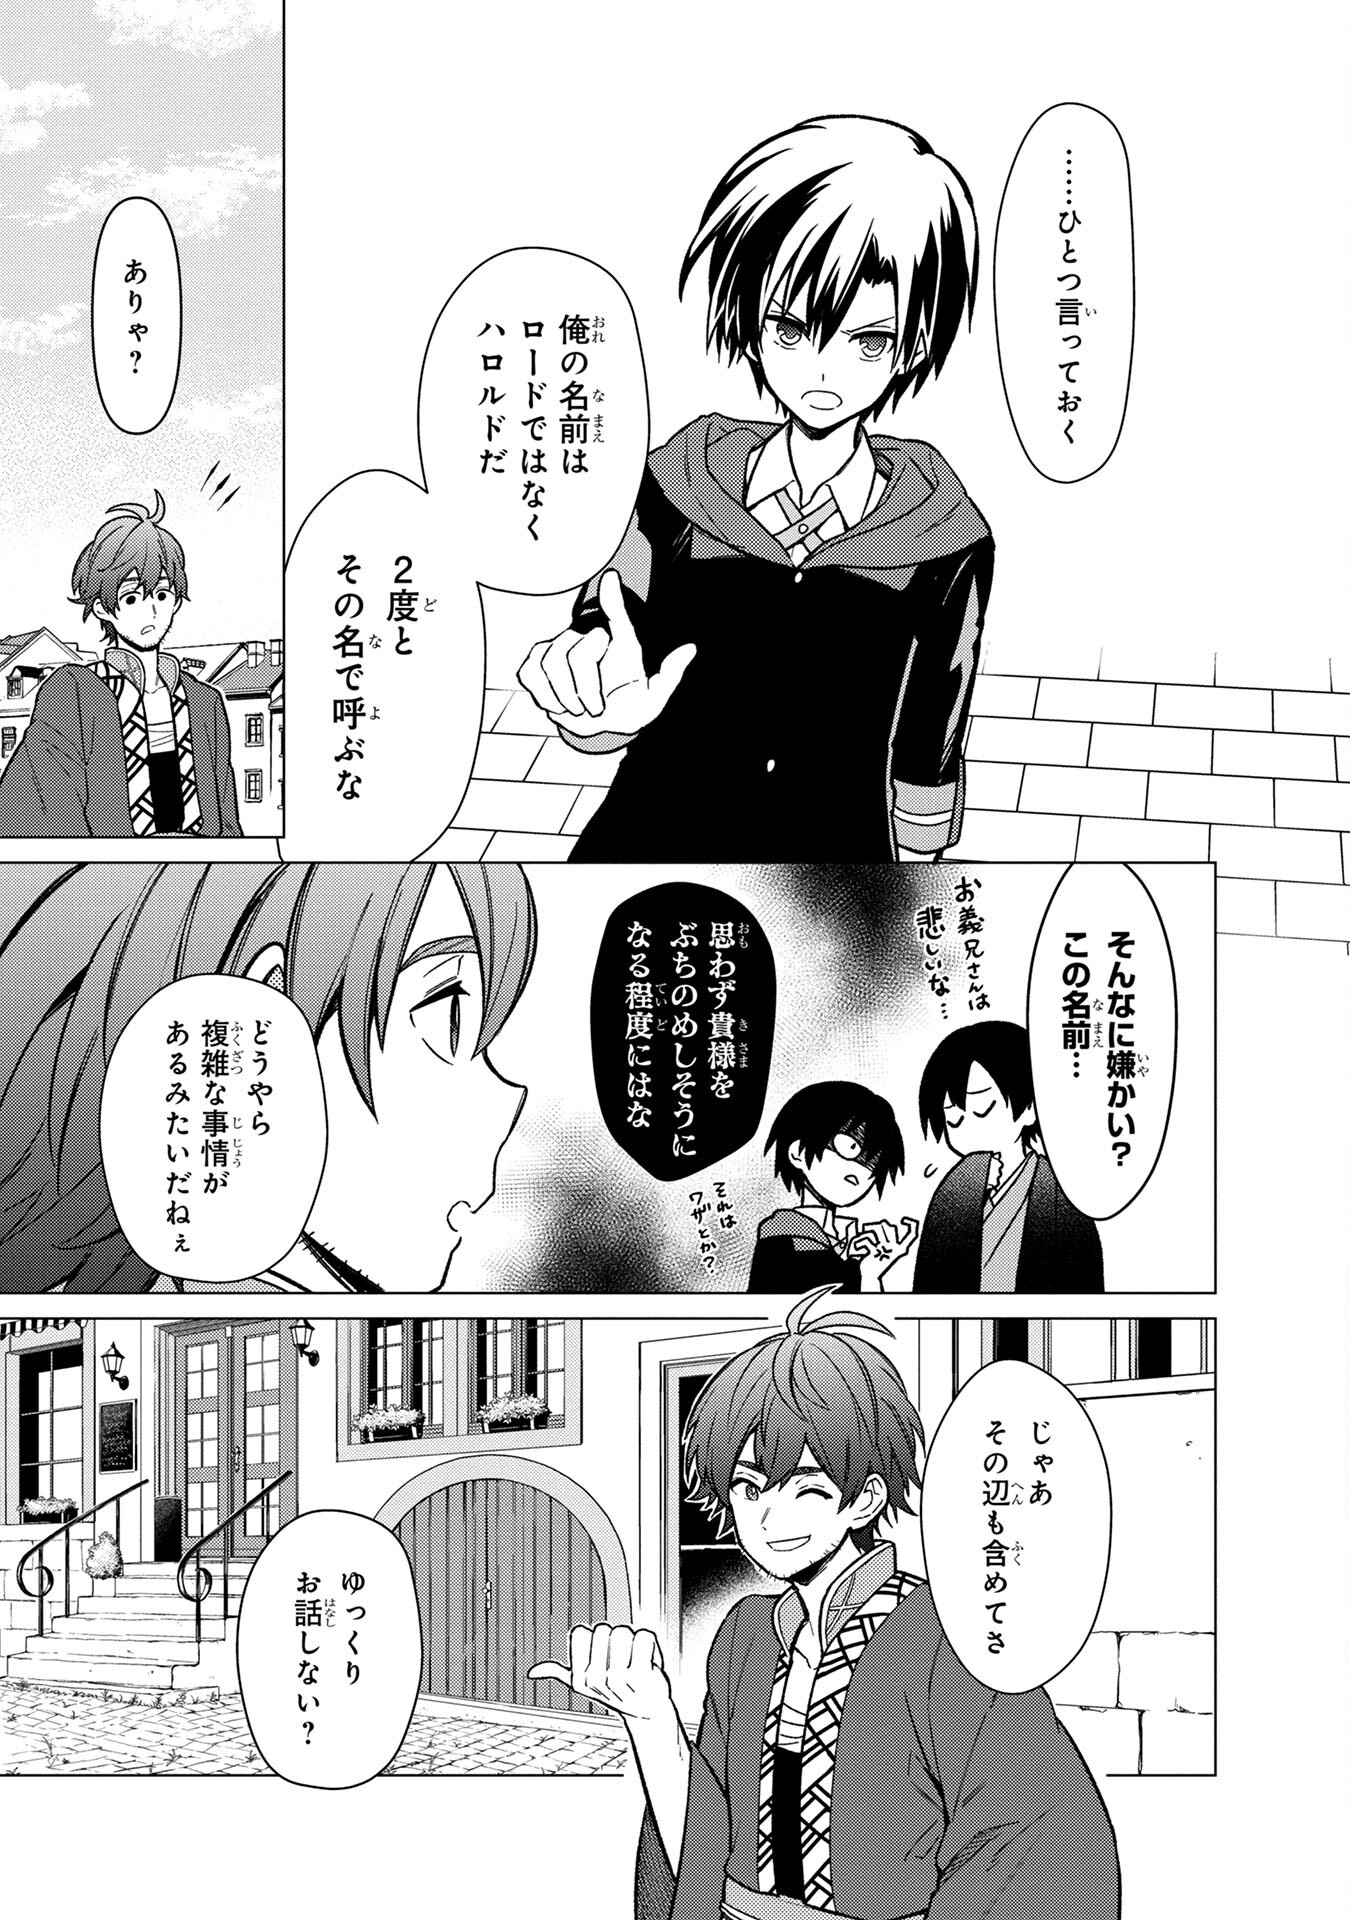 ……ひとつ言っておく
俺の名前は
ロードではなく
ハロルドだ
2度と
その名で呼ぶな
ありゃ?
そんなに嫌かい?
この名前…
お義兄さんは
悲しいな…
思わず貴様を
ぶちのめしそうに
なる程度にはな
それは
ワザとか?
どうやら
複雑な事情が
あるみたいだねぇ
じゃあ
その辺も含めてさ
ゆっくり
お話しない?